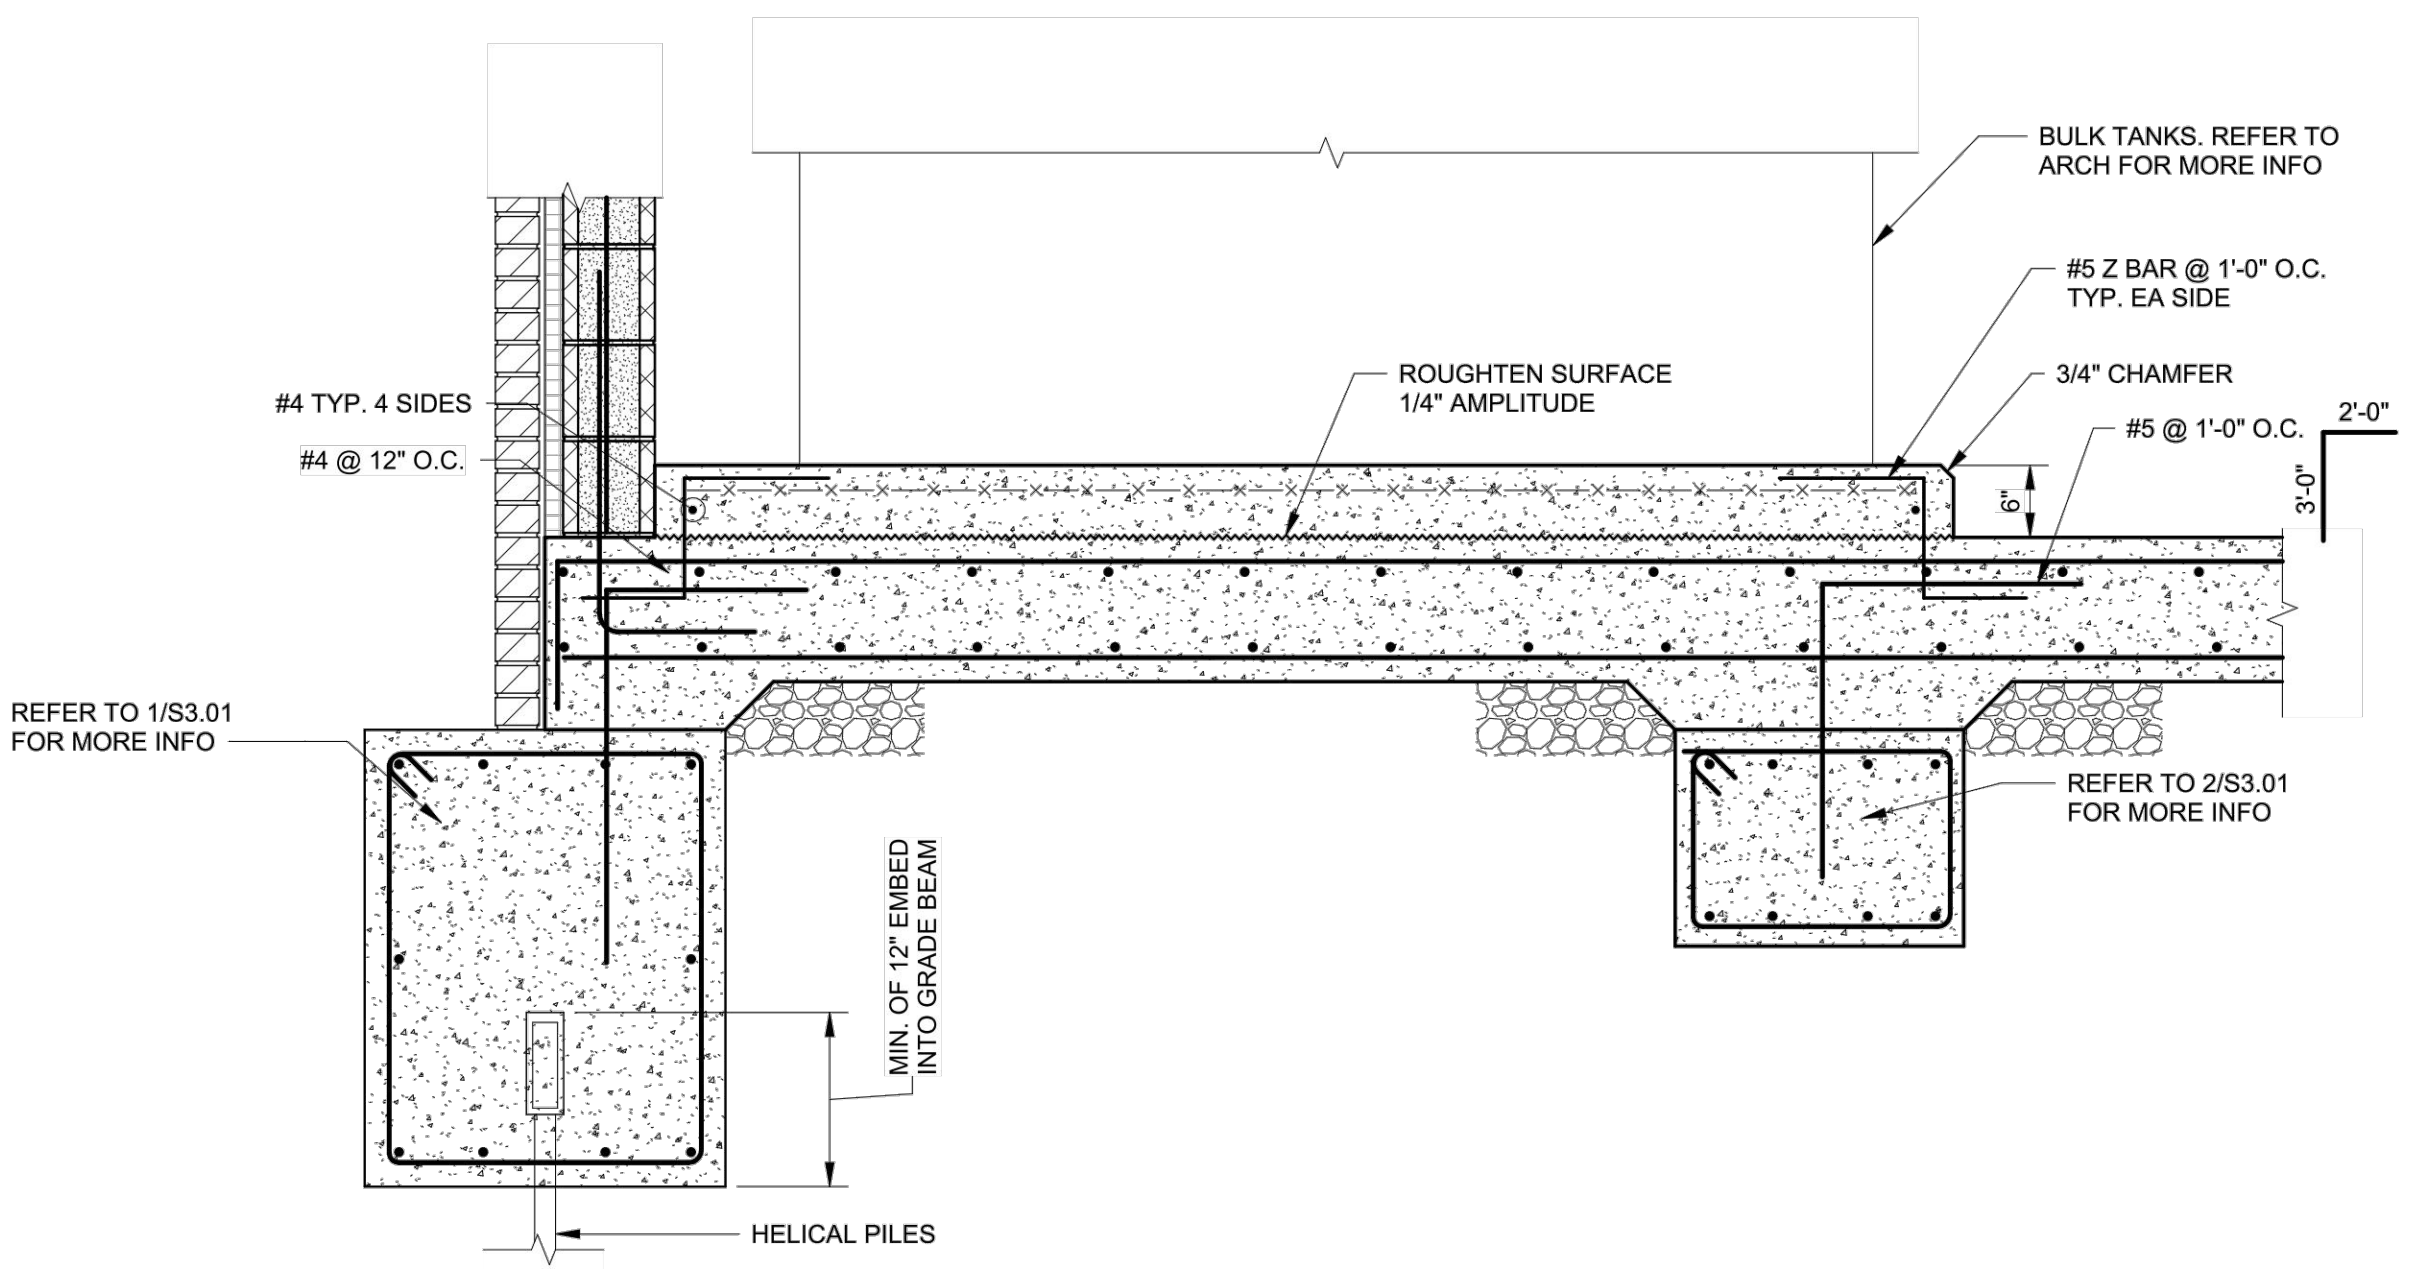 BULK TANKS. REFER TO
ARCH FOR MORE INFO
#5 Z BAR @ 1'-0" O.C.
TYP. EA SIDE
ROUGHEN SURFACE
1/4" AMPLITUDE
3/4" CHAMFER
#4 TYP. 4 SIDES
2'-0"
#5 @ 1'-0" O.C.
#4 @ 12" O.C.
3'-0"
6"
REFER TO 1/S3.01
FOR MORE INFO
REFER TO 2/S3.01
FOR MORE INFO
MIN. OF 12" EMBED
INTO GRADE BEAM
HELICAL PILES